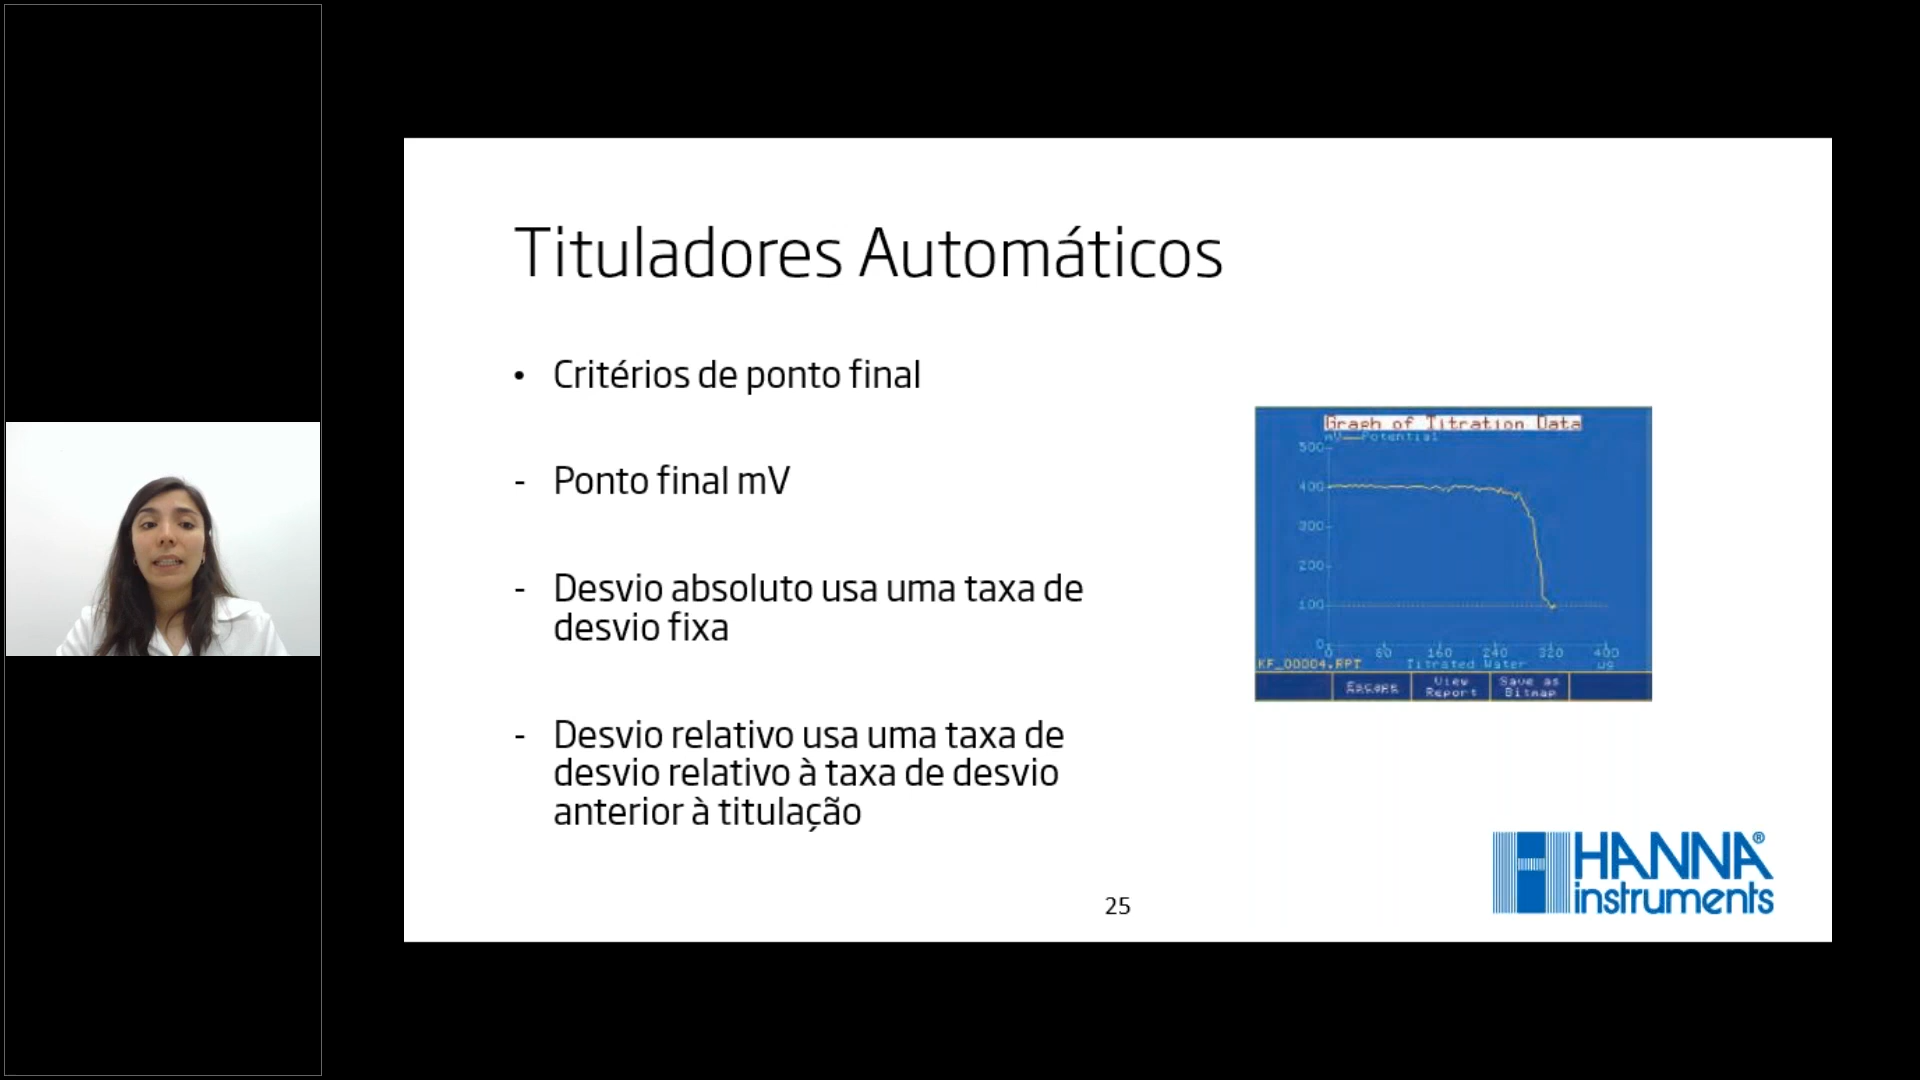 Tituladores Automáticos
• Critérios de ponto final
- Ponto final mV
- Desvio absoluto usa uma taxa de
desvio fixa
- Desvio relativo usa uma taxa de
desvio relativo à taxa de desvio
anterior à titulação
Graph of Titration Data
mV Potential
500
400
300
200
100
0
0 80 160 240 320 400
KF_00004.RPT Titrated Water µg
Escape View Report Save as Bitmap
HANNA®
instruments
25